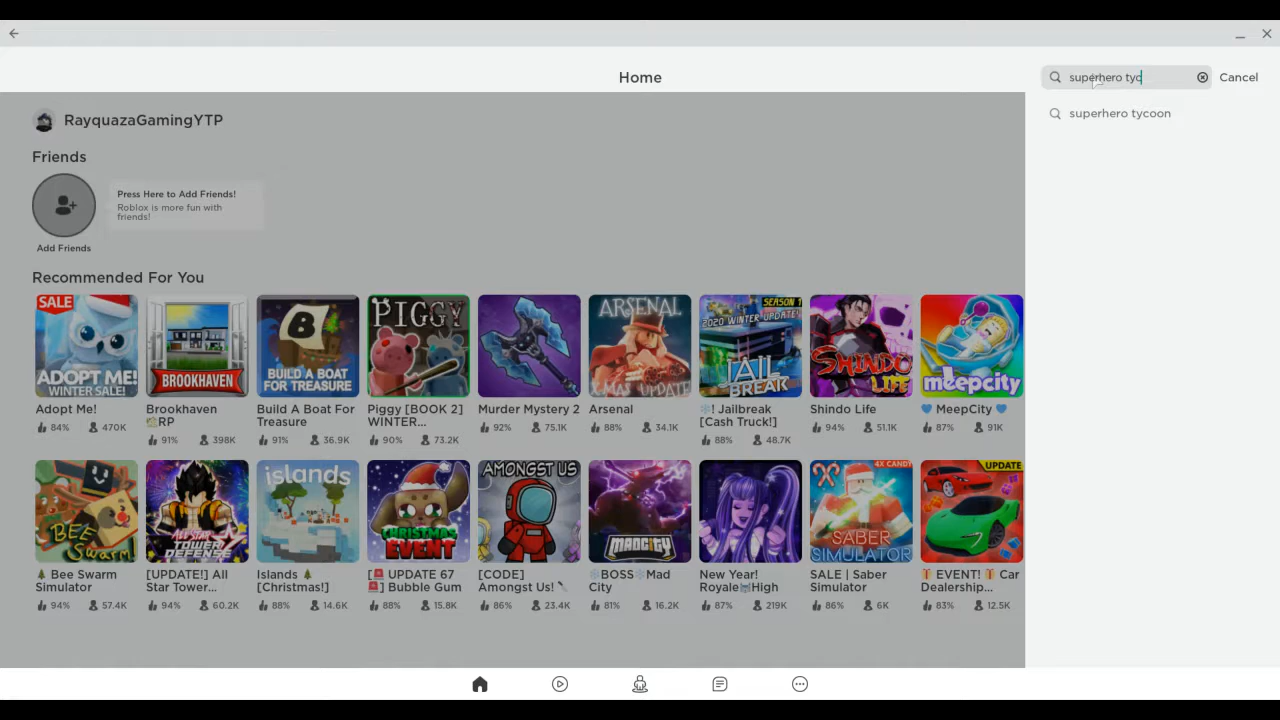 Home
superhero tyc
Cancel
superhero tycoon
RayquazaGamingYTP
Friends
Press Here to Add Friends!
Roblox is more fun with
friends!
Add Friends
Recommended For You
SALE
ADOPT ME!
WINTER SALE!
BROOKHAVEN
B
BUILD A BOAT
FOR TREASURE
PIGGY
ARSENAL
X-MAS UPDATE
SEASON 1
2020 WINTER UPDATE!
JAIL
BREAK
SHINDO
LIFE
meepcity
Adopt Me!
84% 470K
Brookhaven
🏡RP
91% 398K
Build A Boat For
Treasure
91% 36.9K
Piggy [BOOK 2]
WINTER...
90% 73.2K
Murder Mystery 2
92% 75.1K
Arsenal
88% 34.1K
❄️! Jailbreak
[Cash Truck!]
88% 48.7K
Shindo Life
94% 51.1K
💙 MeepCity 💙
87% 91K
BEE
SWARM
ALL STAR
TOWER
DEFENSE
islands
CHRISTMAS
EVENT
AMONGST US
MADCITY
4X CANDY
SABER
SIMULATOR
UPDATE
🎄 Bee Swarm
Simulator
94% 57.4K
[UPDATE!] All
Star Tower...
94% 60.2K
Islands 🎄
[Christmas!]
88% 14.6K
[🚨 UPDATE 67
🚨] Bubble Gum
88% 15.8K
[CODE]
Amongst Us! 🔪
86% 23.4K
❄️BOSS❄️Mad
City
81% 16.2K
New Year!
Royale🏰High
87% 219K
SALE | Saber
Simulator
86% 6K
🎁 EVENT! 🎁 Car
Dealership...
83% 12.5K